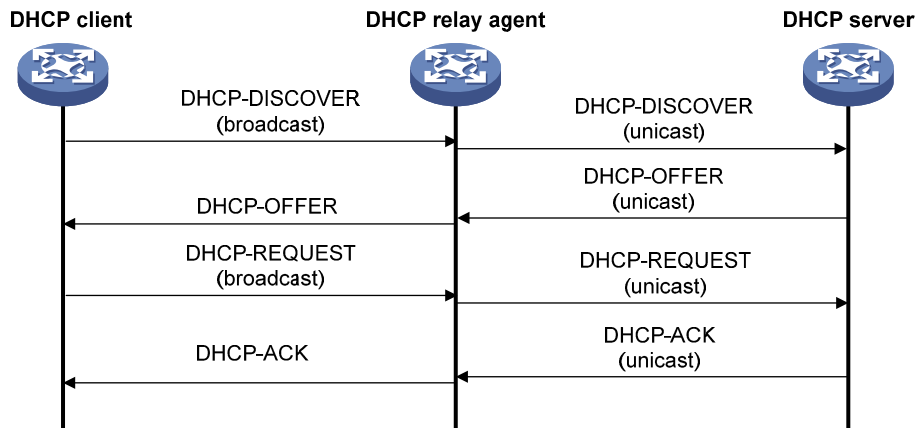 DHCP client
DHCP relay agent
DHCP server
DHCP-DISCOVER
(broadcast)
DHCP-DISCOVER
(unicast)
DHCP-OFFER
(unicast)
DHCP-OFFER
DHCP-REQUEST
(broadcast)
DHCP-REQUEST
(unicast)
DHCP-ACK
(unicast)
DHCP-ACK